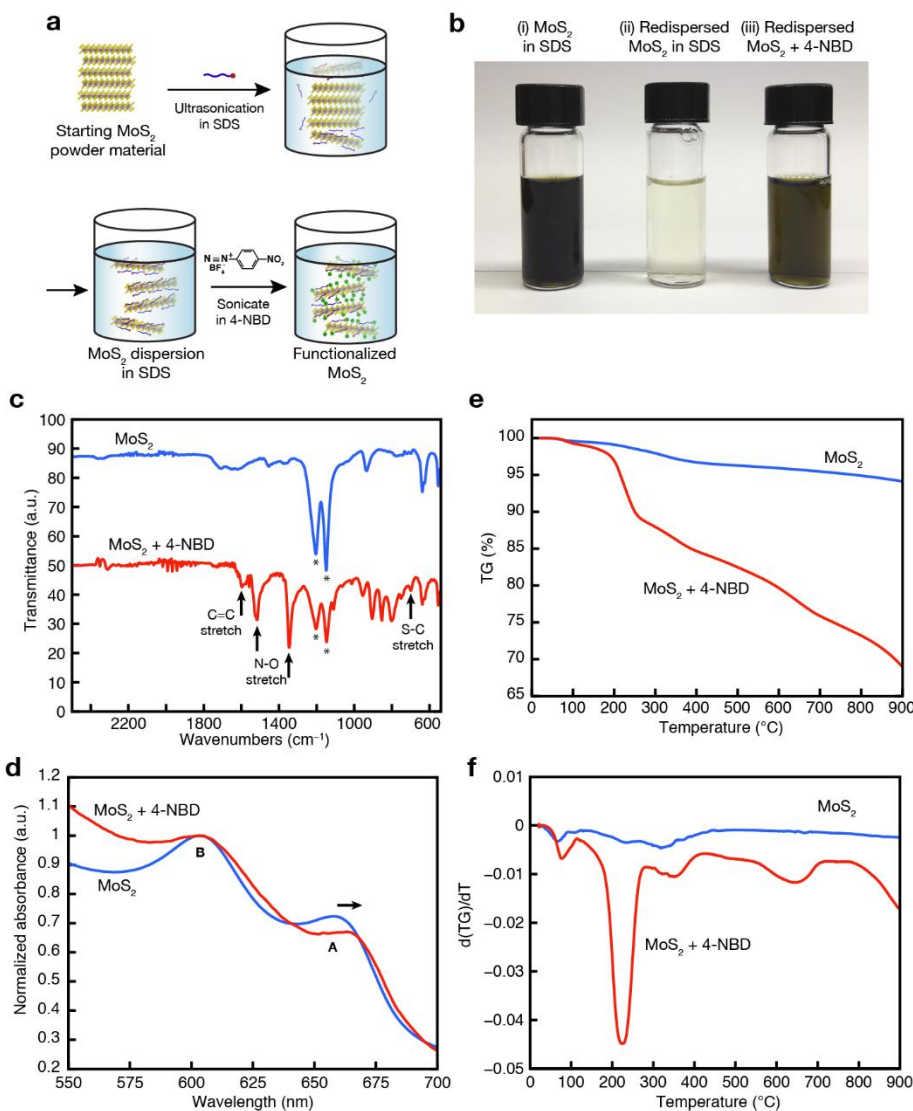 a
Starting MoS₂
powder material
Ultrasonication
in SDS
MoS₂ dispersion
in SDS
N≡N⁺
BF₄⁻
NO₂
Sonicate
in 4-NBD
Functionalized
MoS₂
b
(i) MoS₂
in SDS
(ii) Redispersed
MoS₂ in SDS
(iii) Redispersed
MoS₂ + 4-NBD
c
Transmittance (a.u.)
100
90
80
70
60
50
40
30
20
10
0
MoS₂
MoS₂ + 4-NBD
C=C
stretch
N-O
stretch
*
*
*
*
S-C
stretch
2200
1800
1400
1000
600
Wavenumbers (cm⁻¹)
d
Normalized absorbance (a.u.)
1.2
1.1
1
0.9
0.8
0.7
0.6
0.5
0.4
0.3
0.2
MoS₂ + 4-NBD
MoS₂
B
A
550
575
600
625
650
675
700
Wavelength (nm)
e
TG (%)
100
95
90
85
80
75
70
65
MoS₂
MoS₂ + 4-NBD
0
100
200
300
400
500
600
700
800
900
Temperature (°C)
f
d(TG)/dT
0.01
0
−0.01
−0.02
−0.03
−0.04
−0.05
MoS₂
MoS₂ + 4-NBD
0
100
200
300
400
500
600
700
800
900
Temperature (°C)